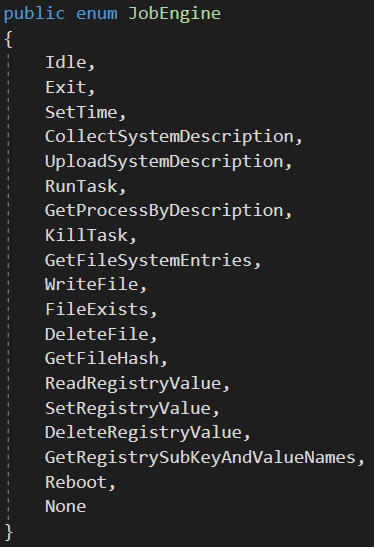 public enum JobEngine
{
    Idle,
    Exit,
    SetTime,
    CollectSystemDescription,
    UploadSystemDescription,
    RunTask,
    GetProcessByDescription,
    KillTask,
    GetFileSystemEntries,
    WriteFile,
    FileExists,
    DeleteFile,
    GetFileHash,
    ReadRegistryValue,
    SetRegistryValue,
    DeleteRegistryValue,
    GetRegistrySubKeyAndValueNames,
    Reboot,
    None
}